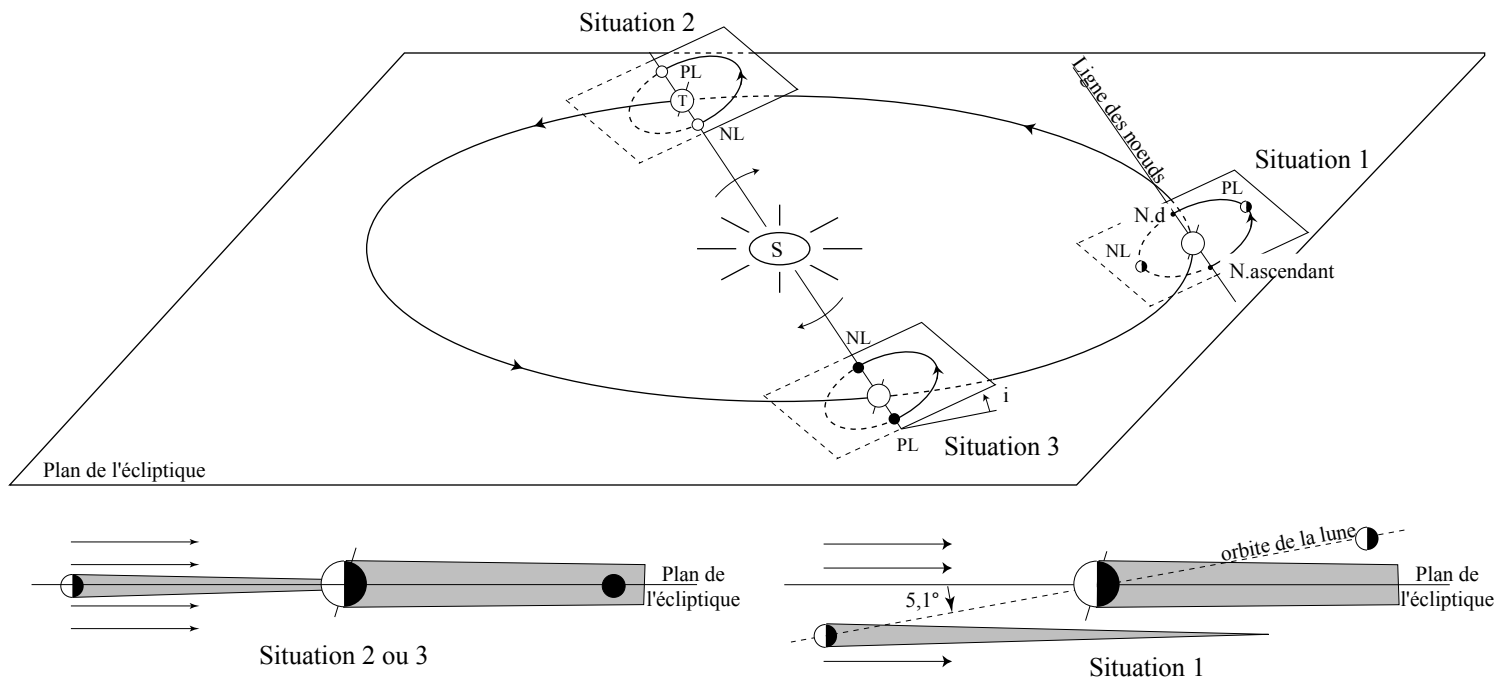 Situation 2
PL
T
NL
Ligne des noeuds
Situation 1
PL
N.d
NL
N.ascendant
S
NL
i
PL
Situation 3
Plan de l'écliptique
Plan de
l'écliptique
Situation 2 ou 3
orbite de la lune
5,1°
Plan de
l'écliptique
Situation 1